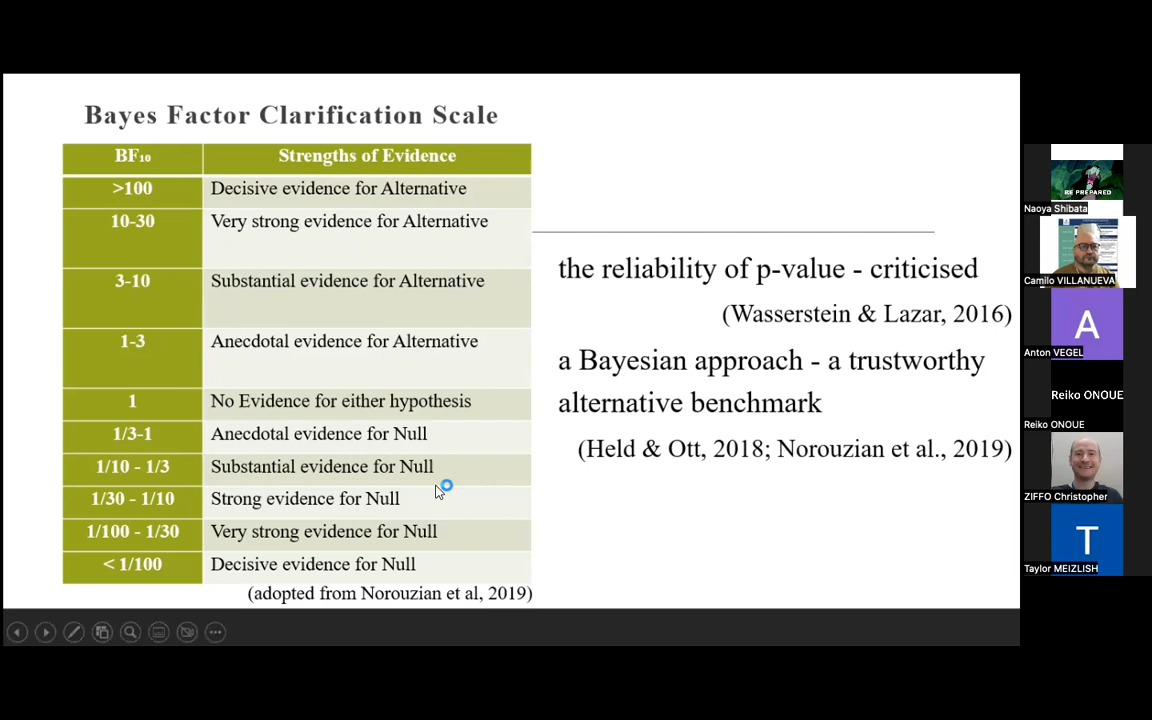 Bayes Factor Clarification Scale
BF₁₀ Strengths of Evidence
>100 Decisive evidence for Alternative
10-30 Very strong evidence for Alternative
3-10 Substantial evidence for Alternative
1-3 Anecdotal evidence for Alternative
1 No Evidence for either hypothesis
1/3-1 Anecdotal evidence for Null
1/10 - 1/3 Substantial evidence for Null
1/30 - 1/10 Strong evidence for Null
1/100 - 1/30 Very strong evidence for Null
< 1/100 Decisive evidence for Null
(adopted from Norouzian et al, 2019)
the reliability of p-value - criticised
(Wasserstein & Lazar, 2016)
a Bayesian approach - a trustworthy
alternative benchmark
(Held & Ott, 2018; Norouzian et al., 2019)
BE PREPARED
Naoya Shibata
Camilo VILLANUEVA
A
Anton VEGEL
Reiko ONOUE
Reiko ONOUE
ZIFFO Christopher
T
Taylor MEIZLISH